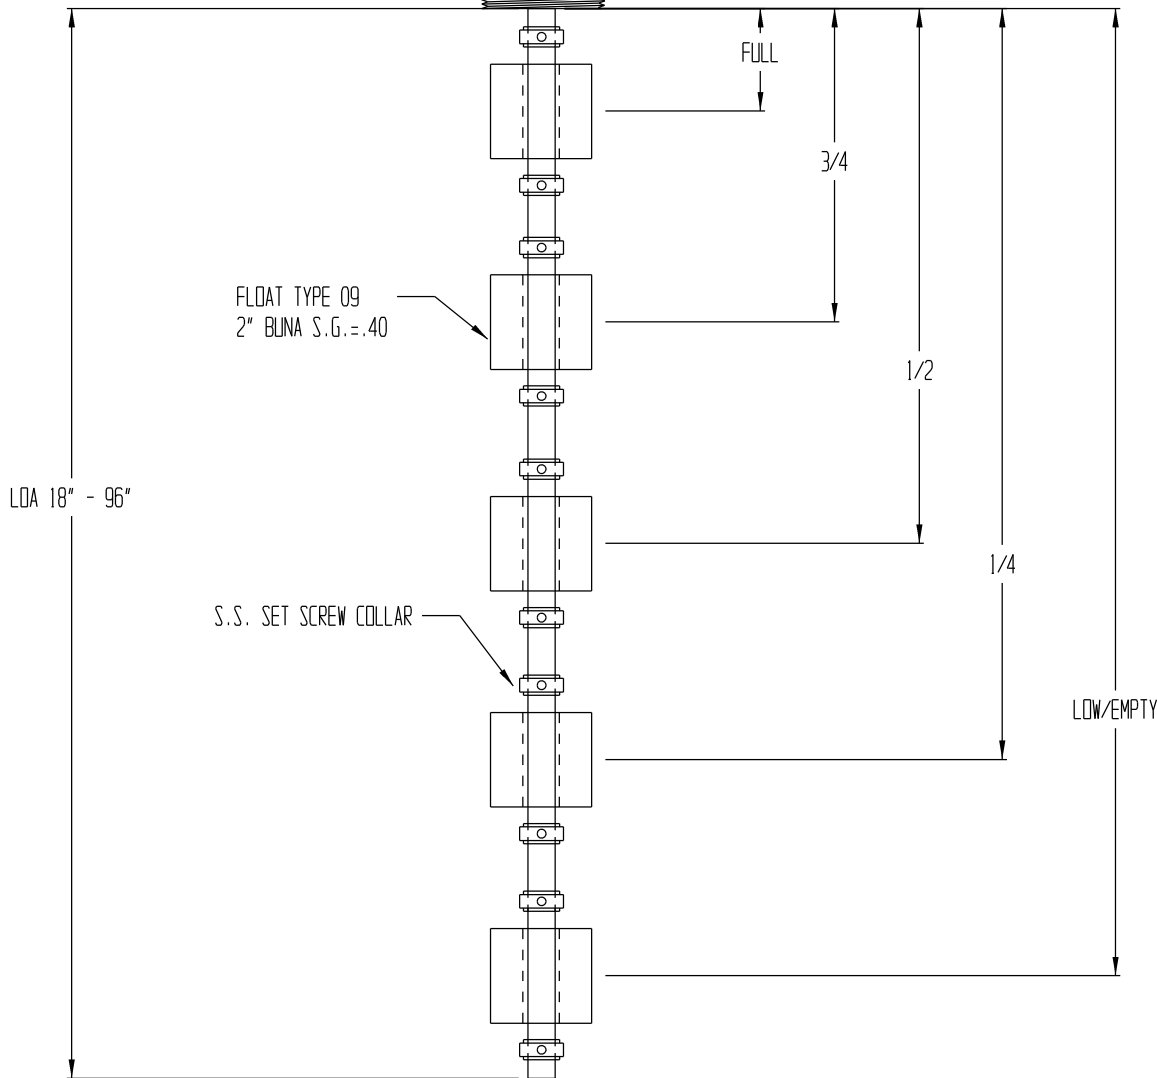 FULL
3/4
FLOAT TYPE 09
2" BUNA S.G.=.40
1/2
LOA 18" - 96"
1/4
S.S. SET SCREW COLLAR
LOW/EMPTY